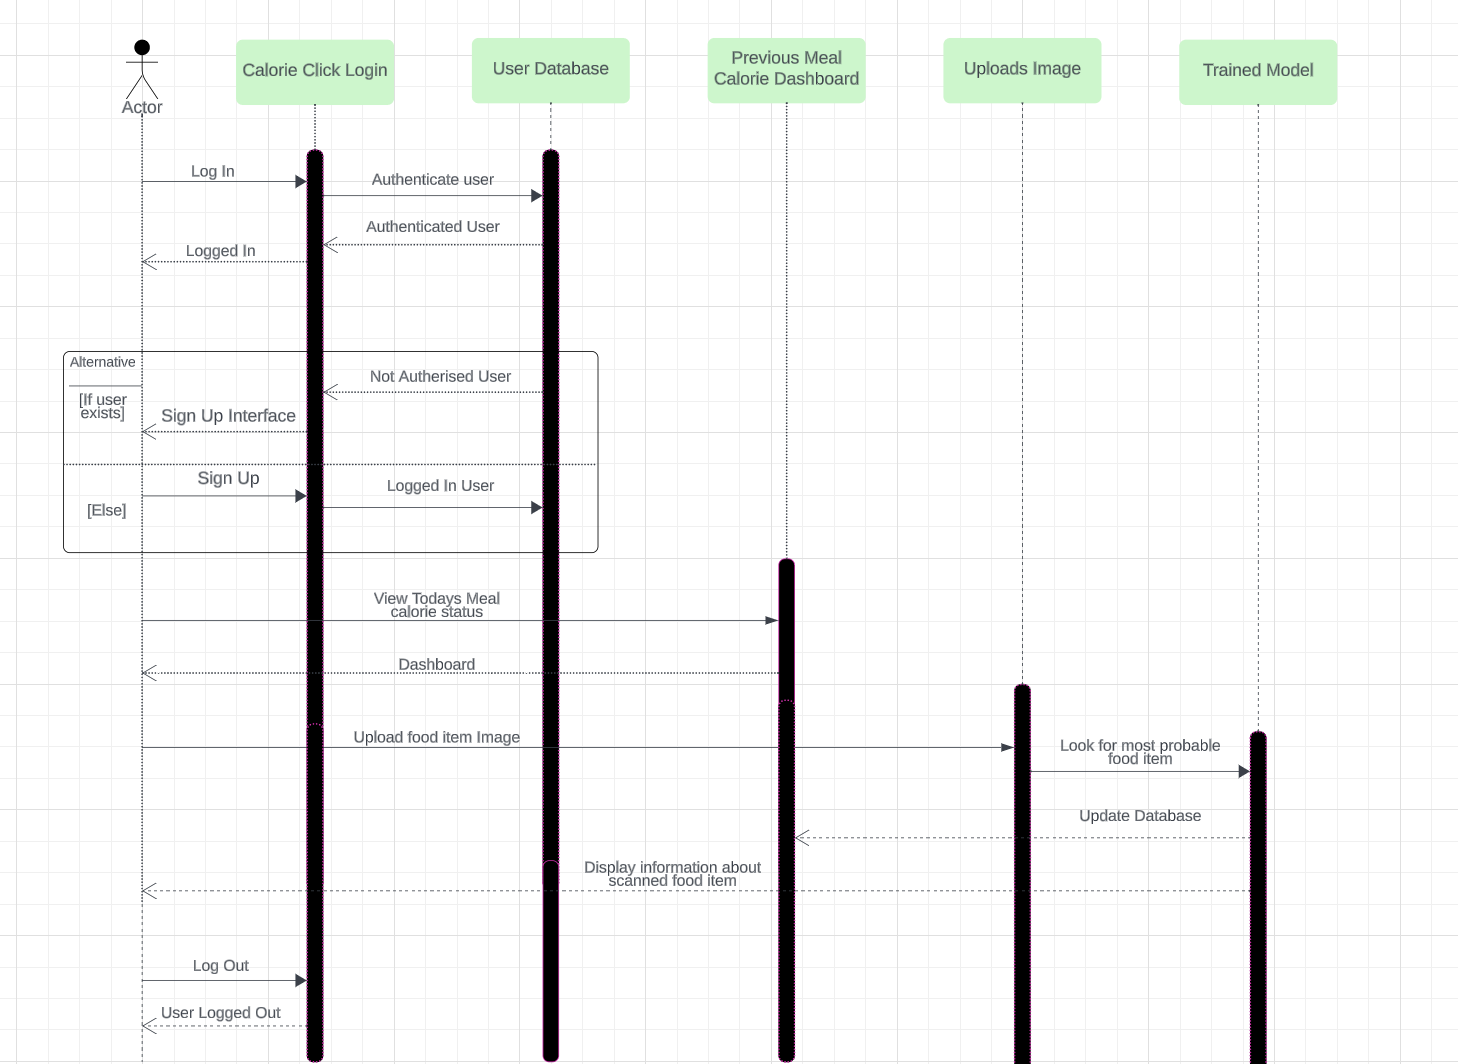 Actor
Calorie Click Login
User Database
Previous Meal
Calorie Dashboard
Uploads Image
Trained Model
Log In
Authenticate user
Authenticated User
Logged In
Alternative
Not Autherised User
[If user
exists]
Sign Up Interface
Sign Up
Logged In User
[Else]
View Todays Meal
calorie status
Dashboard
Upload food item Image
Look for most probable
food item
Update Database
Display information about
scanned food item
Log Out
User Logged Out